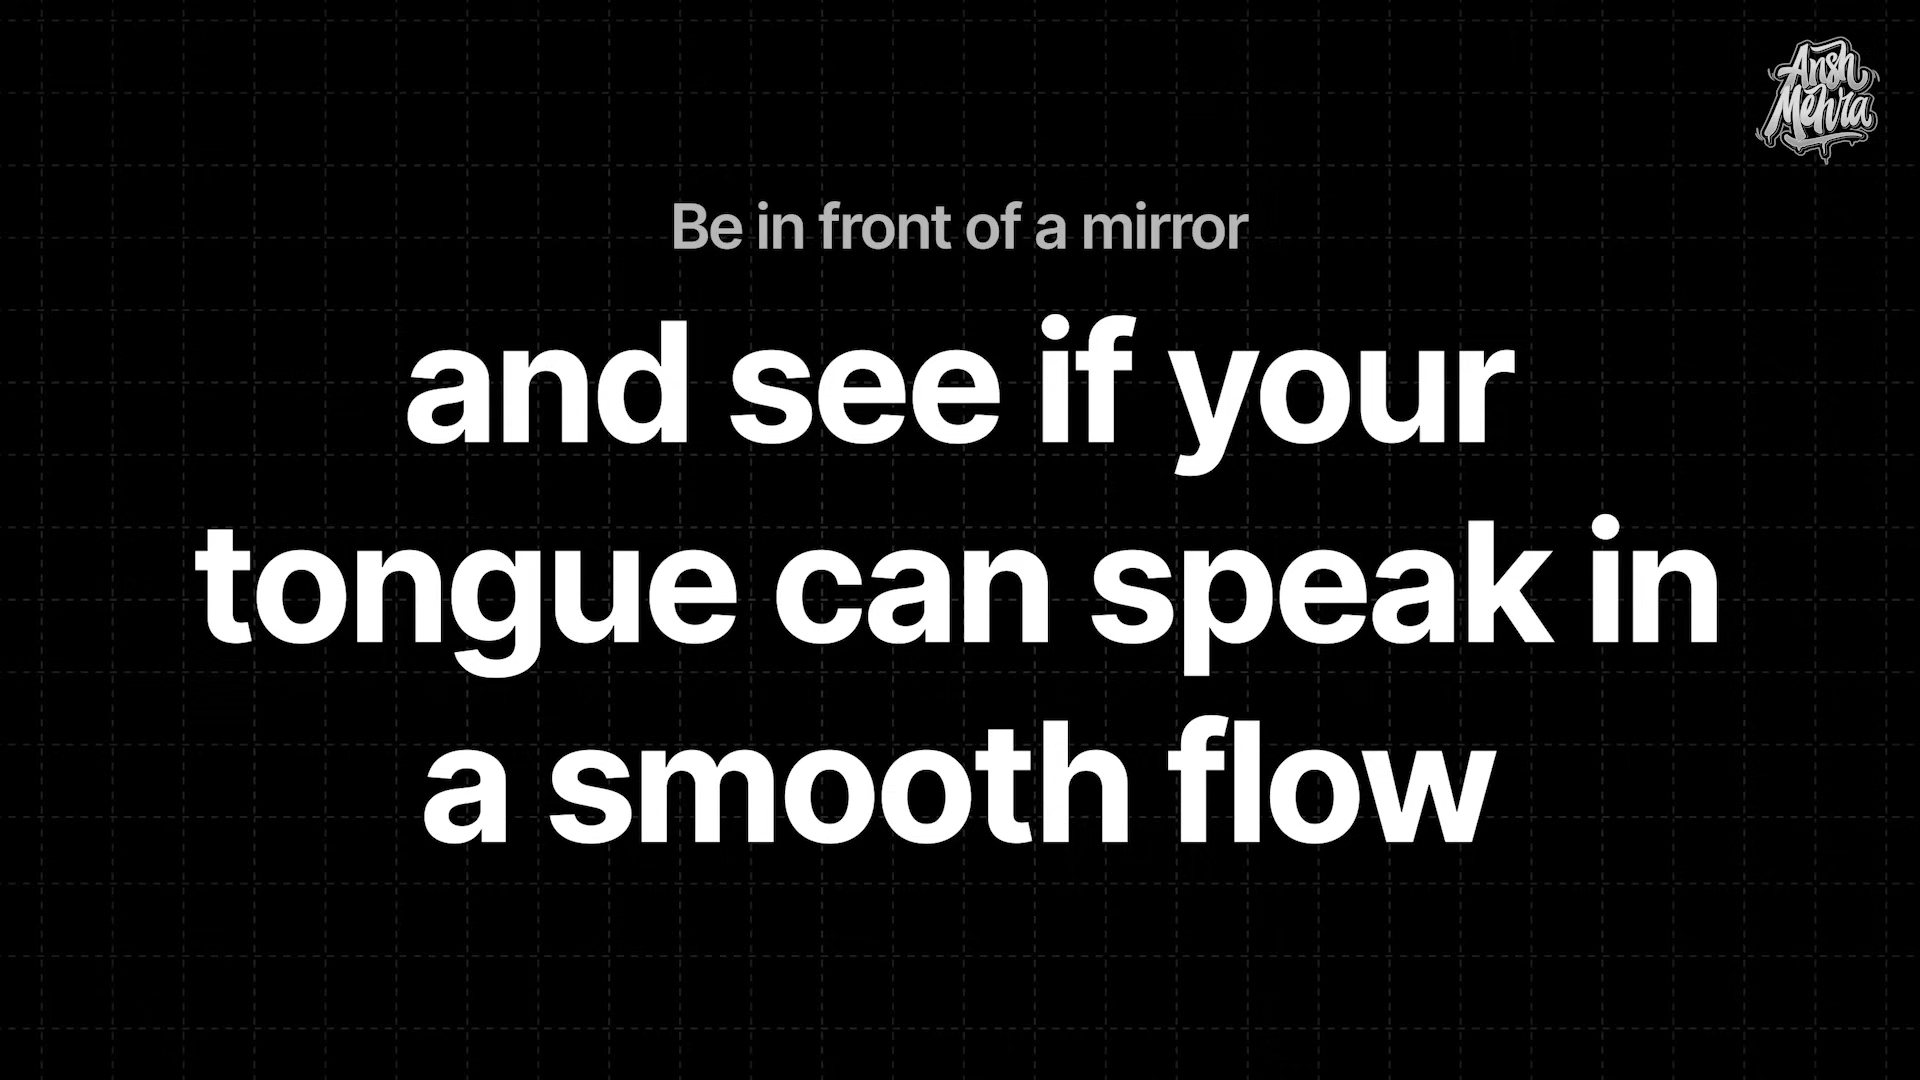 Ansh
Mehra
Be in front of a mirror
and see if your
tongue can speak in
a smooth flow